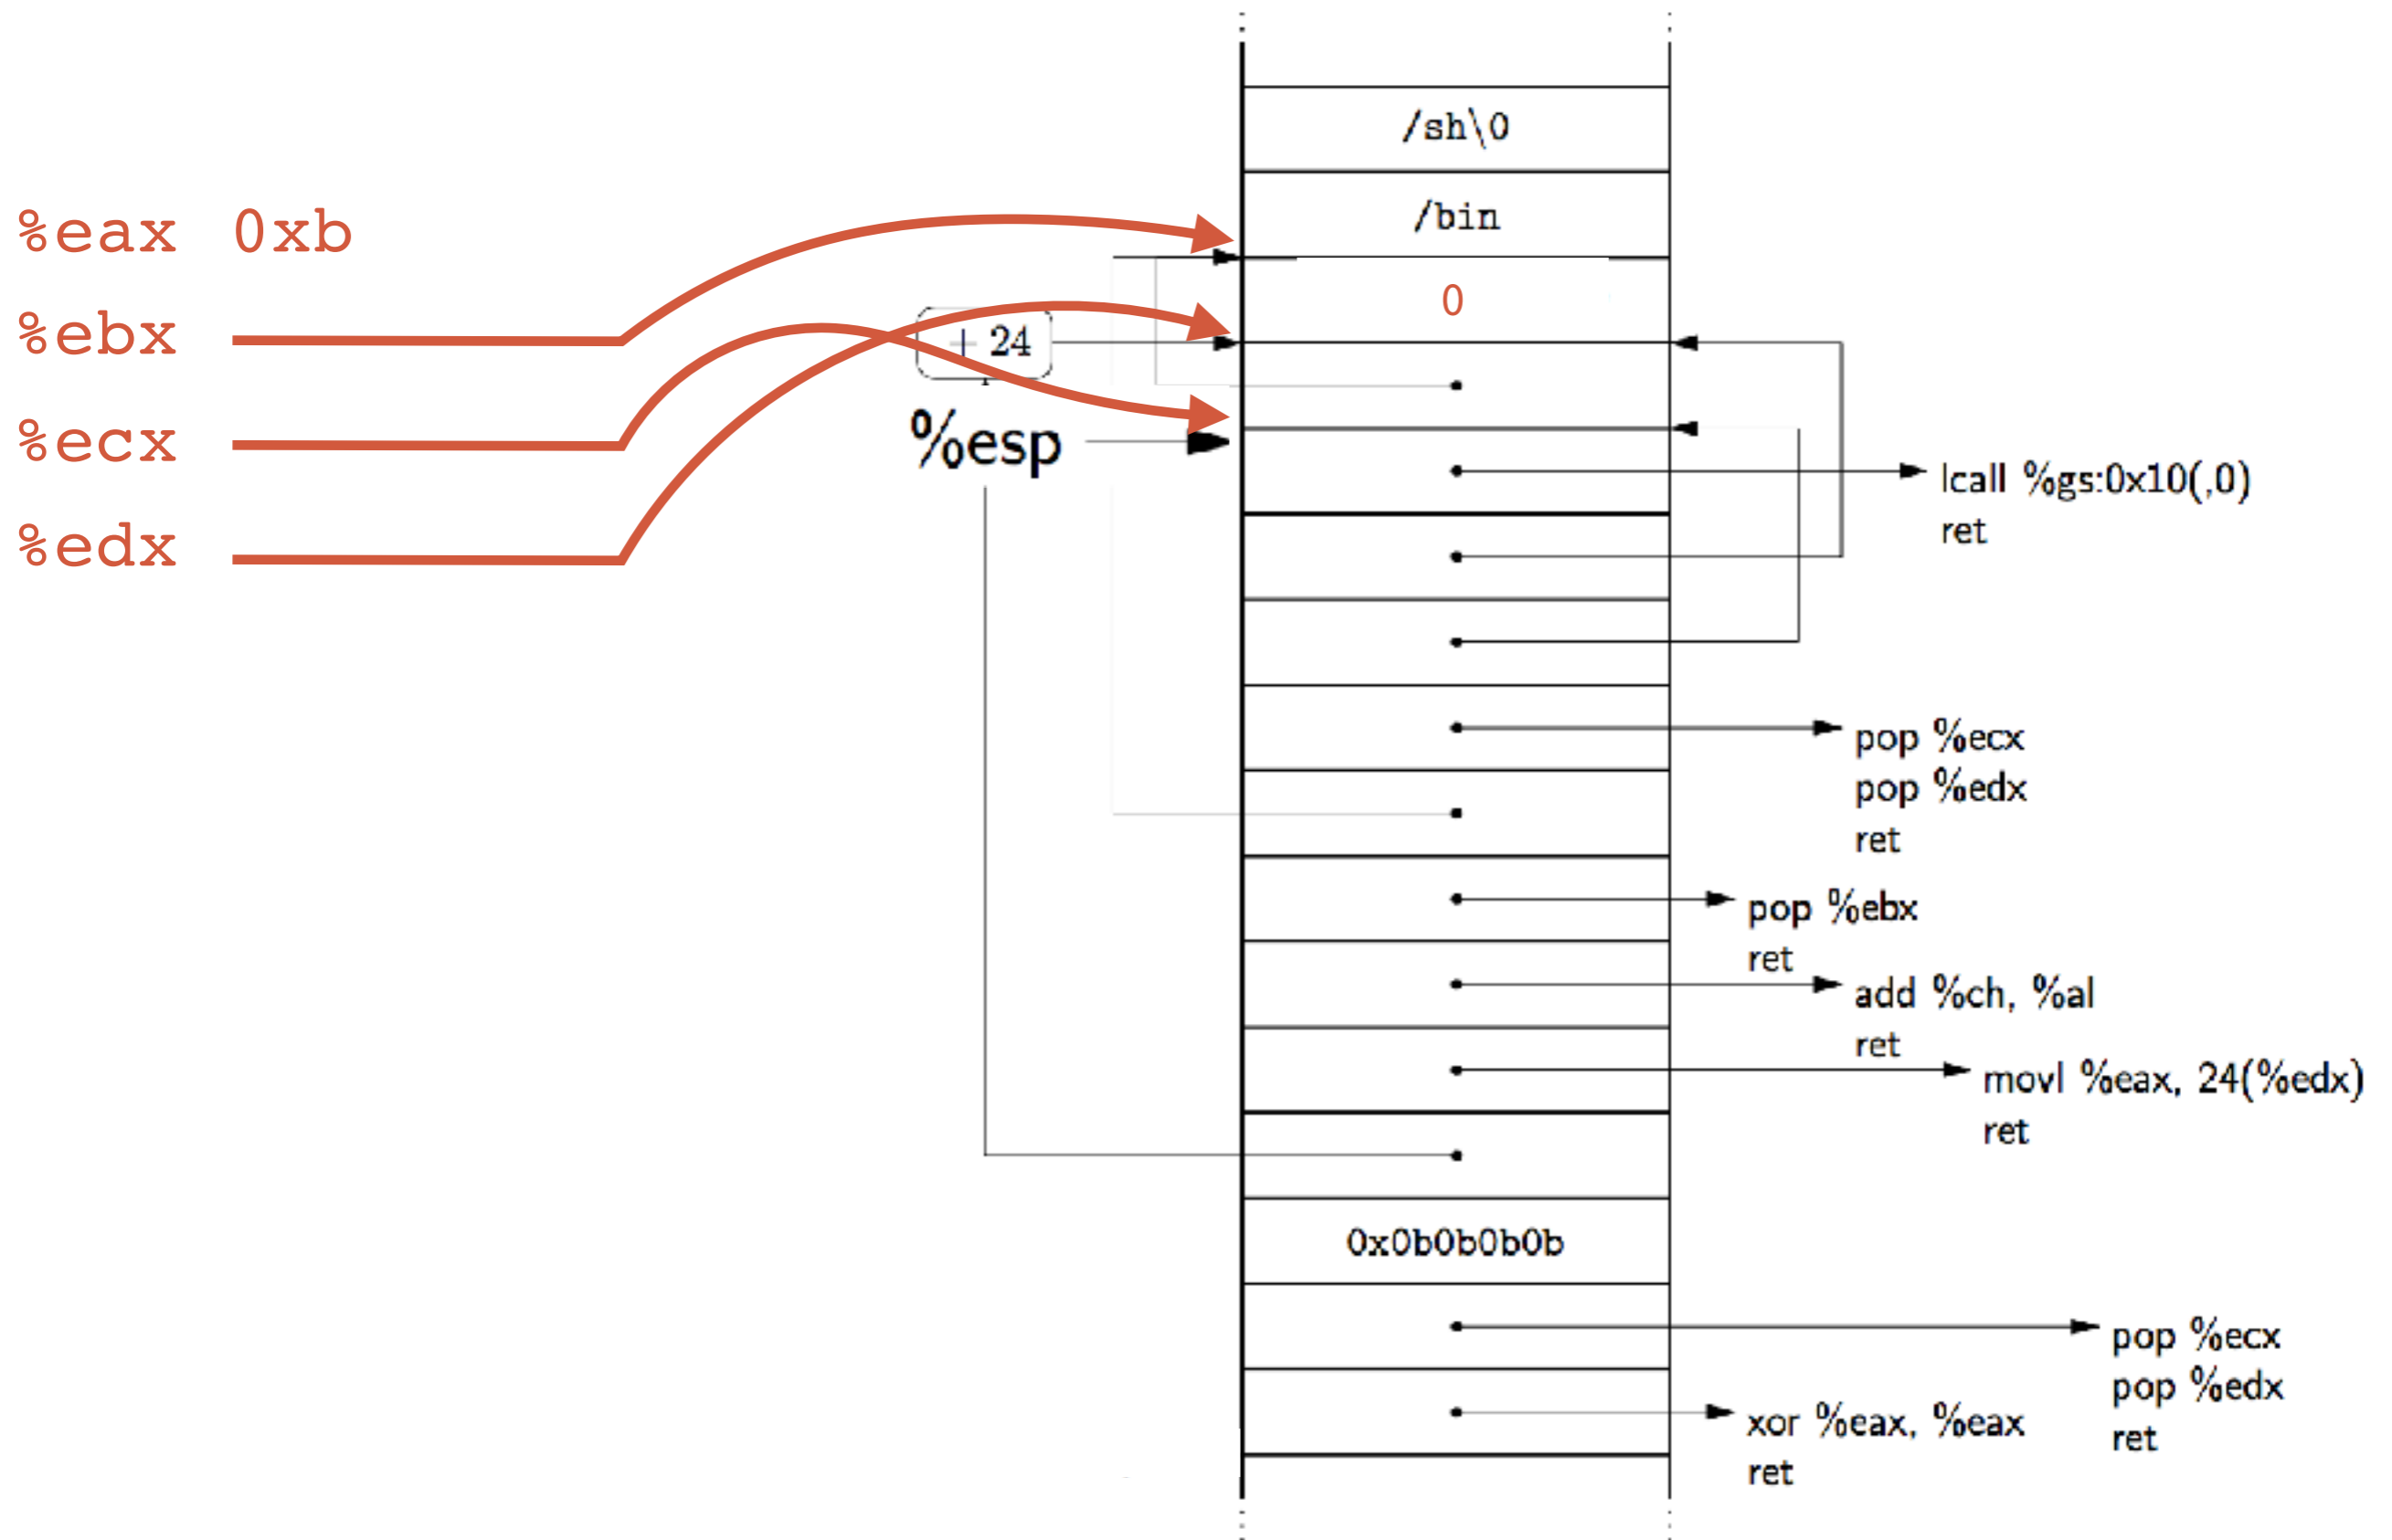 /sh\0
/bin
%eax 0xb
0
%ebx
+ 24
%esp
%ecx
lcall %gs:0x10(,0)
ret
%edx
pop %ecx
pop %edx
ret
pop %ebx
ret
add %ch, %al
ret
movl %eax, 24(%edx)
ret
0x0b0b0b0b
pop %ecx
pop %edx
ret
xor %eax, %eax
ret